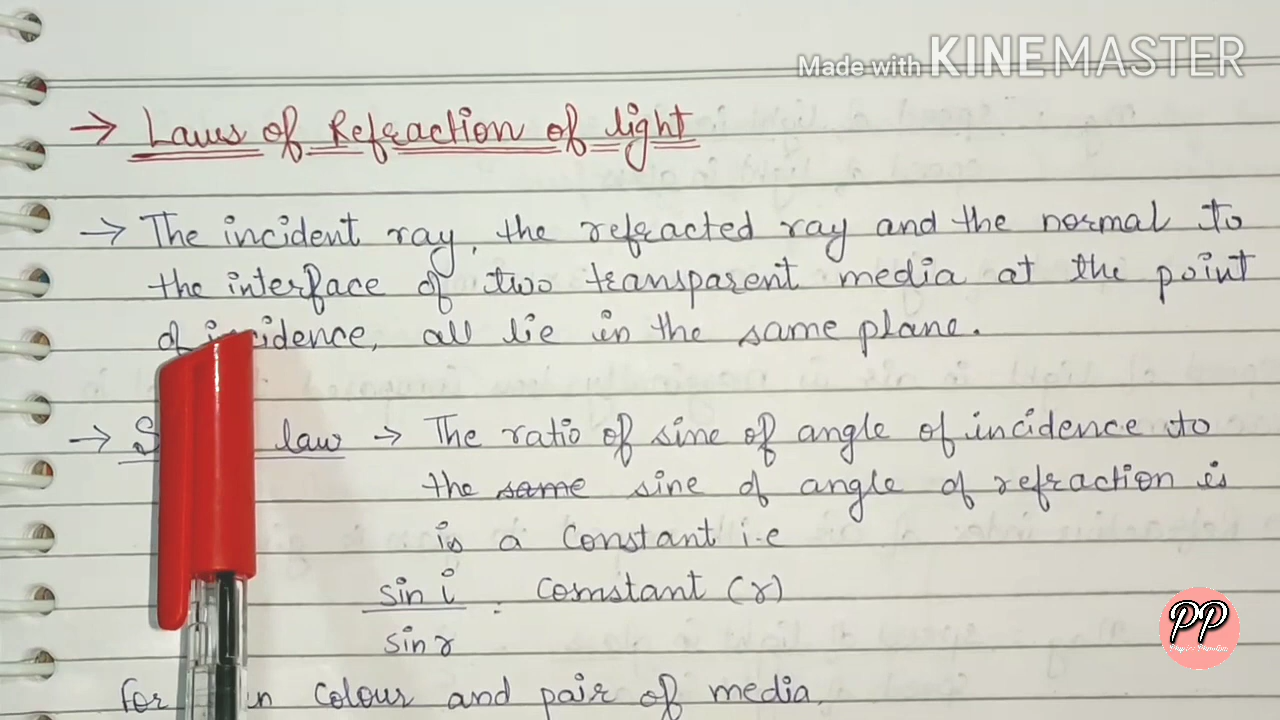 Made with KINEMASTER
→ Laws of Refraction of light
→ The incident ray, the refracted ray and the normal to
the interface of two transparent media at the point
of incidence, all lie in the same plane.
→ law → The ratio of sine of angle of incidence to
the same sine of angle of refraction is
is a constant i.e
sin i = constant (r)
sin r
For colour and pair of media.
PP